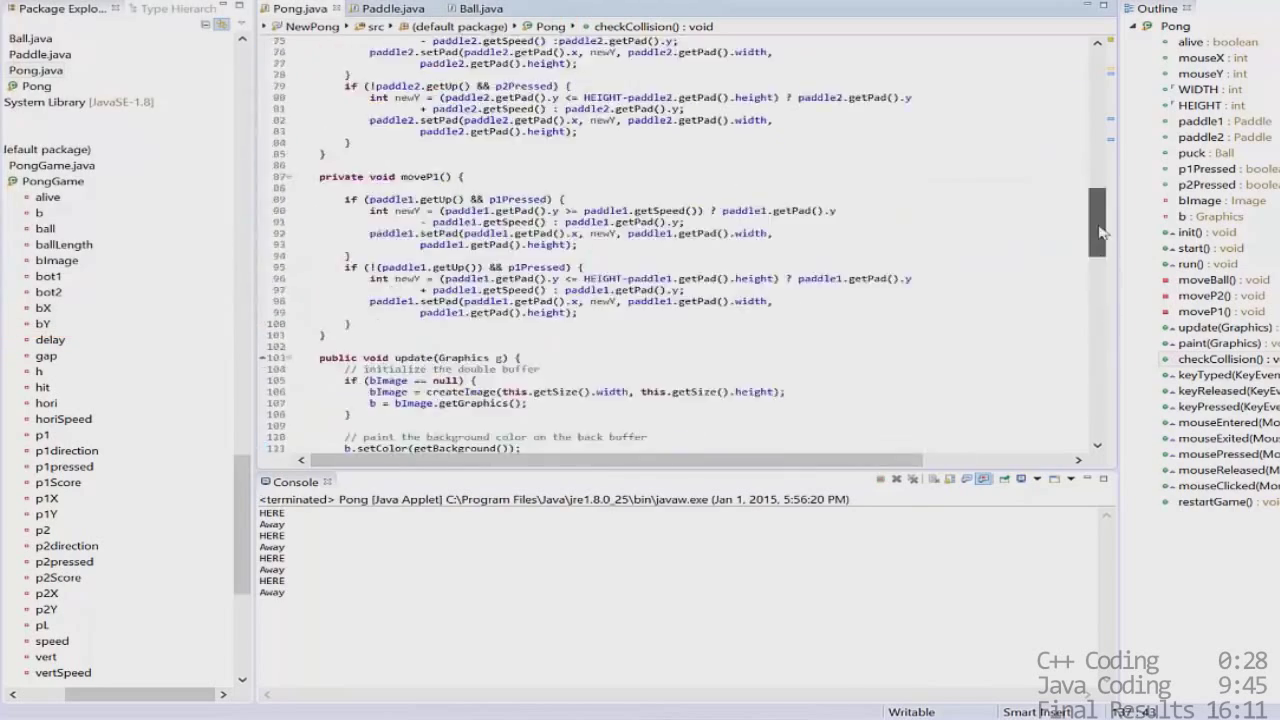 Package Explo...
Type Hierarch
Ball.java
Paddle.java
Pong.java
Pong
System Library [JavaSE-1.8]
(default package)
PongGame.java
PongGame
alive
b
ball
ballLength
bImage
bot1
bot2
bX
bY
delay
gap
h
hit
hori
horiSpeed
p1
p1direction
p1pressed
p1Score
p1X
p1Y
p2
p2direction
p2pressed
p2Score
p2X
p2Y
pL
speed
vert
vertSpeed
Pong.java Paddle.java Ball.java
NewPong src (default package) Pong checkCollision() : void
75 - paddle2.getSpeed() :paddle2.getPad().y;
76 paddle2.setPad(paddle2.getPad().x, newY, paddle2.getPad().width,
77 paddle2.getPad().height);
78 }
79 if (!paddle2.getUp() && p2Pressed) {
80 int newY = (paddle2.getPad().y <= HEIGHT-paddle2.getPad().height) ? paddle2.getPad().y
81 + paddle2.getSpeed() : paddle2.getPad().y;
82 paddle2.setPad(paddle2.getPad().x, newY, paddle2.getPad().width,
83 paddle2.getPad().height);
84 }
85 }
86
87 private void moveP1() {
88
89 if (paddle1.getUp() && p1Pressed) {
90 int newY = (paddle1.getPad().y >= paddle1.getSpeed()) ? paddle1.getPad().y
91 - paddle1.getSpeed() : paddle1.getPad().y;
92 paddle1.setPad(paddle1.getPad().x, newY, paddle1.getPad().width,
93 paddle1.getPad().height);
94 }
95 if (!(paddle1.getUp()) && p1Pressed) {
96 int newY = (paddle1.getPad().y <= HEIGHT-paddle1.getPad().height) ? paddle1.getPad().y
97 + paddle1.getSpeed() : paddle1.getPad().y;
98 paddle1.setPad(paddle1.getPad().x, newY, paddle1.getPad().width,
99 paddle1.getPad().height);
100 }
101 }
102
103 public void update(Graphics g) {
104 // initialize the double buffer
105 if (bImage == null) {
106 bImage = createImage(this.getSize().width, this.getSize().height);
107 b = bImage.getGraphics();
108 }
109
// paint the background color on the back buffer
b.setColor(getBackground());
Console
<terminated> Pong [Java Applet] C:\Program Files\Java\jre1.8.0_25\bin\javaw.exe (Jan 1, 2015, 5:56:20 PM)
HERE
Away
HERE
Away
HERE
Away
HERE
Away
Outline
Pong
alive : boolean
mouseX : int
mouseY : int
WIDTH : int
HEIGHT : int
paddle1 : Paddle
paddle2 : Paddle
puck : Ball
p1Pressed : boolea
p2Pressed : boolea
bImage : Image
b : Graphics
init() : void
start() : void
run() : void
moveBall() : void
moveP2() : void
moveP1() : void
update(Graphics) :
paint(Graphics) : vo
checkCollision() : vo
keyTyped(KeyEven
keyReleased(KeyEv
keyPressed(KeyEve
mouseEntered(Mo
mouseExited(Mou
mousePressed(Mo
mouseReleased(M
mouseClicked(Mou
restartGame() : voi
C++ Coding 0:28
Java Coding 9:45
Final Results 16:11
Writable Smart Insert